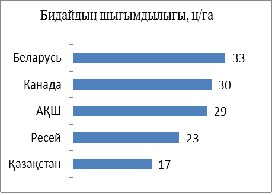 Бидайдың шығымдылығы, ц/га
Беларусь 33
Канада 30
АҚШ 29
Ресей 23
Қазақстан 17